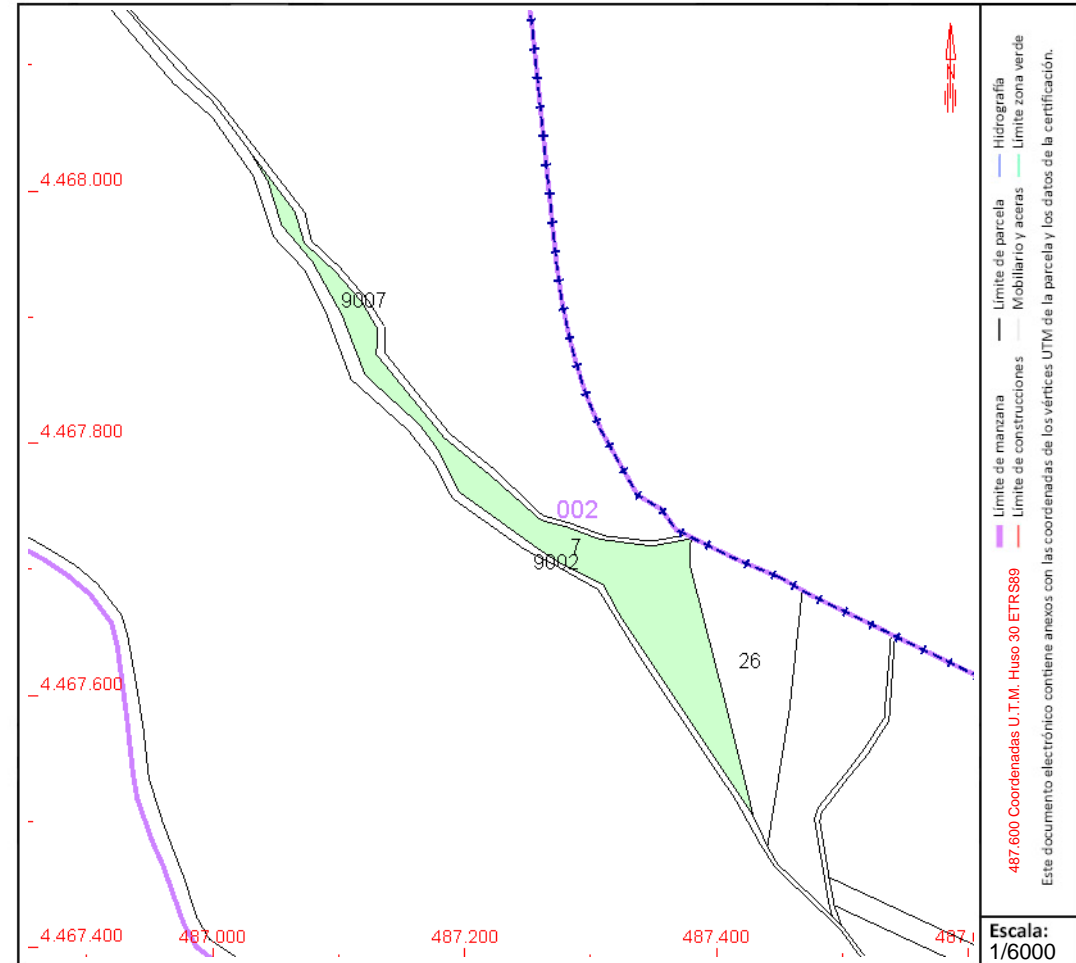 4.468.000
9007
4.467.800
002
7
9002
26
4.467.600
4.467.400
487.000
487.200
487.400
N
Límite de manzana
Límite de parcela
Hidrografía
Límite de construcciones
Mobiliario y aceras
Límite zona verde
487.600 Coordenadas U.T.M. Huso 30 ETRS89
Este documento electrónico contiene anexos con las coordenadas de los vértices UTM de la parcela y los datos de la certificación.
Escala:
1/6000